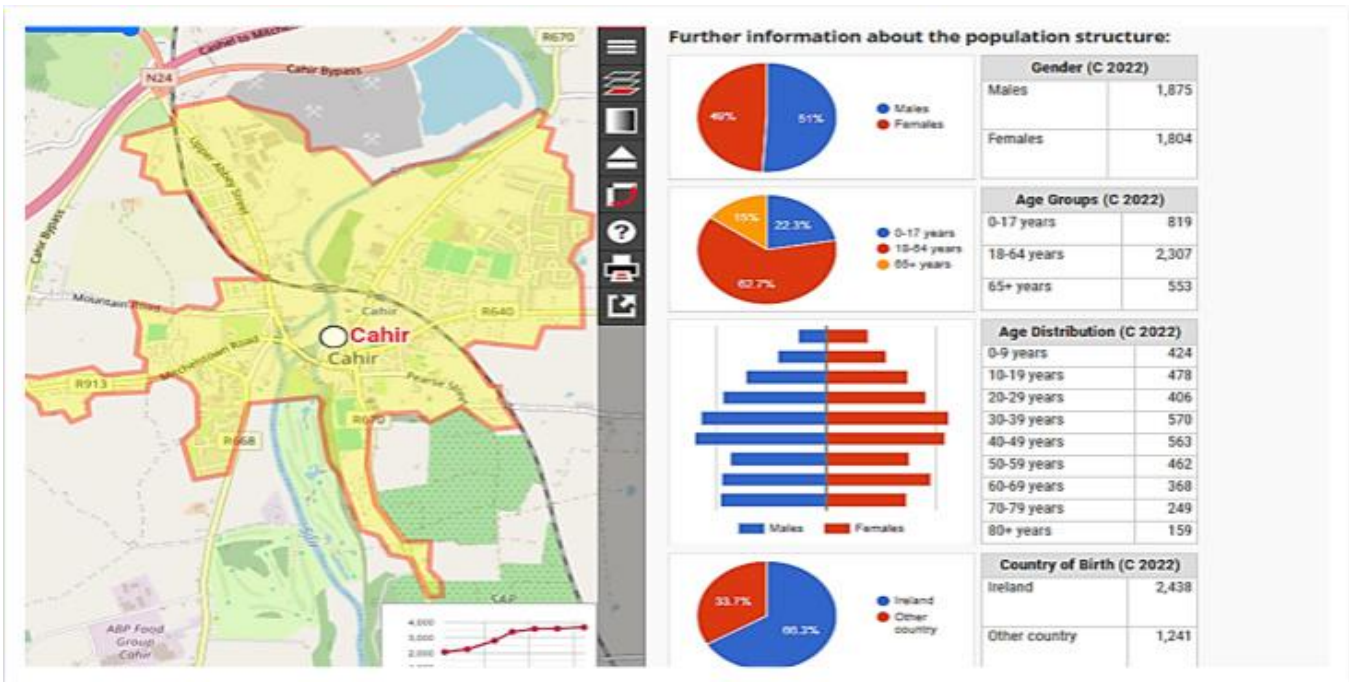 R670
Cashel to Mitche
N24
Cahir Bypass
Upper Abbey Street
Cahir Bypass
Mountain Road
Cahir
R640
Cahir
Cahir
Mitchelstown Road
R913
Pearse Street
R670
R668
SAP
ABP Food
Group
Cahir
4,000
3,000
2,000
Further information about the population structure:
49%
51%
Males
Females
Gender (C 2022)
Males 1,875
Females 1,804
15%
22.3%
62.7%
0-17 years
18-64 years
65+ years
Age Groups (C 2022)
0-17 years 819
18-64 years 2,307
65+ years 553
Males Females
Age Distribution (C 2022)
0-9 years 424
10-19 years 478
20-29 years 406
30-39 years 570
40-49 years 563
50-59 years 462
60-69 years 368
70-79 years 249
80+ years 159
33.7%
66.3%
Ireland
Other
country
Country of Birth (C 2022)
Ireland 2,438
Other country 1,241